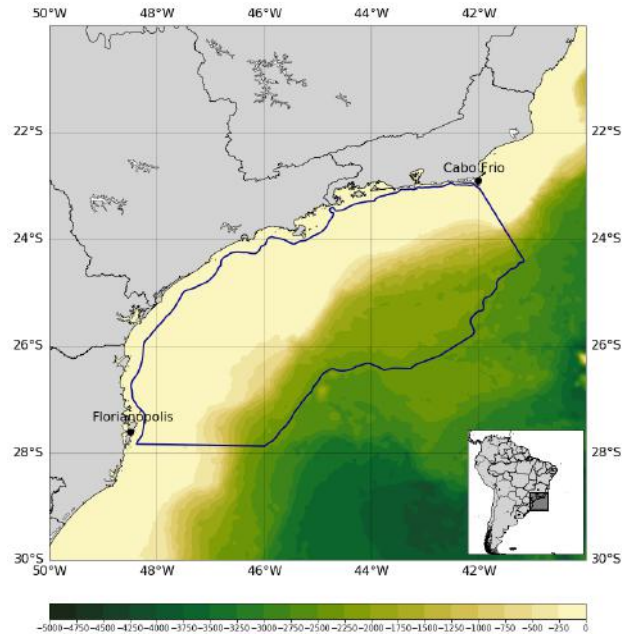 50°W 48°W 46°W 44°W 42°W
22°S 22°S
Cabo Frio
24°S 24°S
26°S 26°S
Florianopolis
28°S 28°S
30°S 30°S
50°W 48°W 46°W 44°W 42°W
−5000 −4750 −4500 −4250 −4000 −3750 −3500 −3250 −3000 −2750 −2500 −2250 −2000 −1750 −1500 −1250 −1000 −750 −500 −250 0